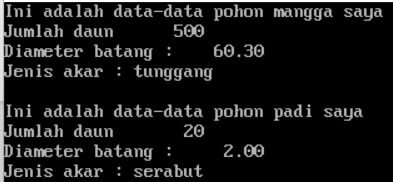 Ini adalah data-data pohon mangga saya
Jumlah daun 500
Diameter batang : 60.30
Jenis akar : tunggang
Ini adalah data-data pohon padi saya
Jumlah daun 20
Diameter batang : 2.00
Jenis akar : serabut